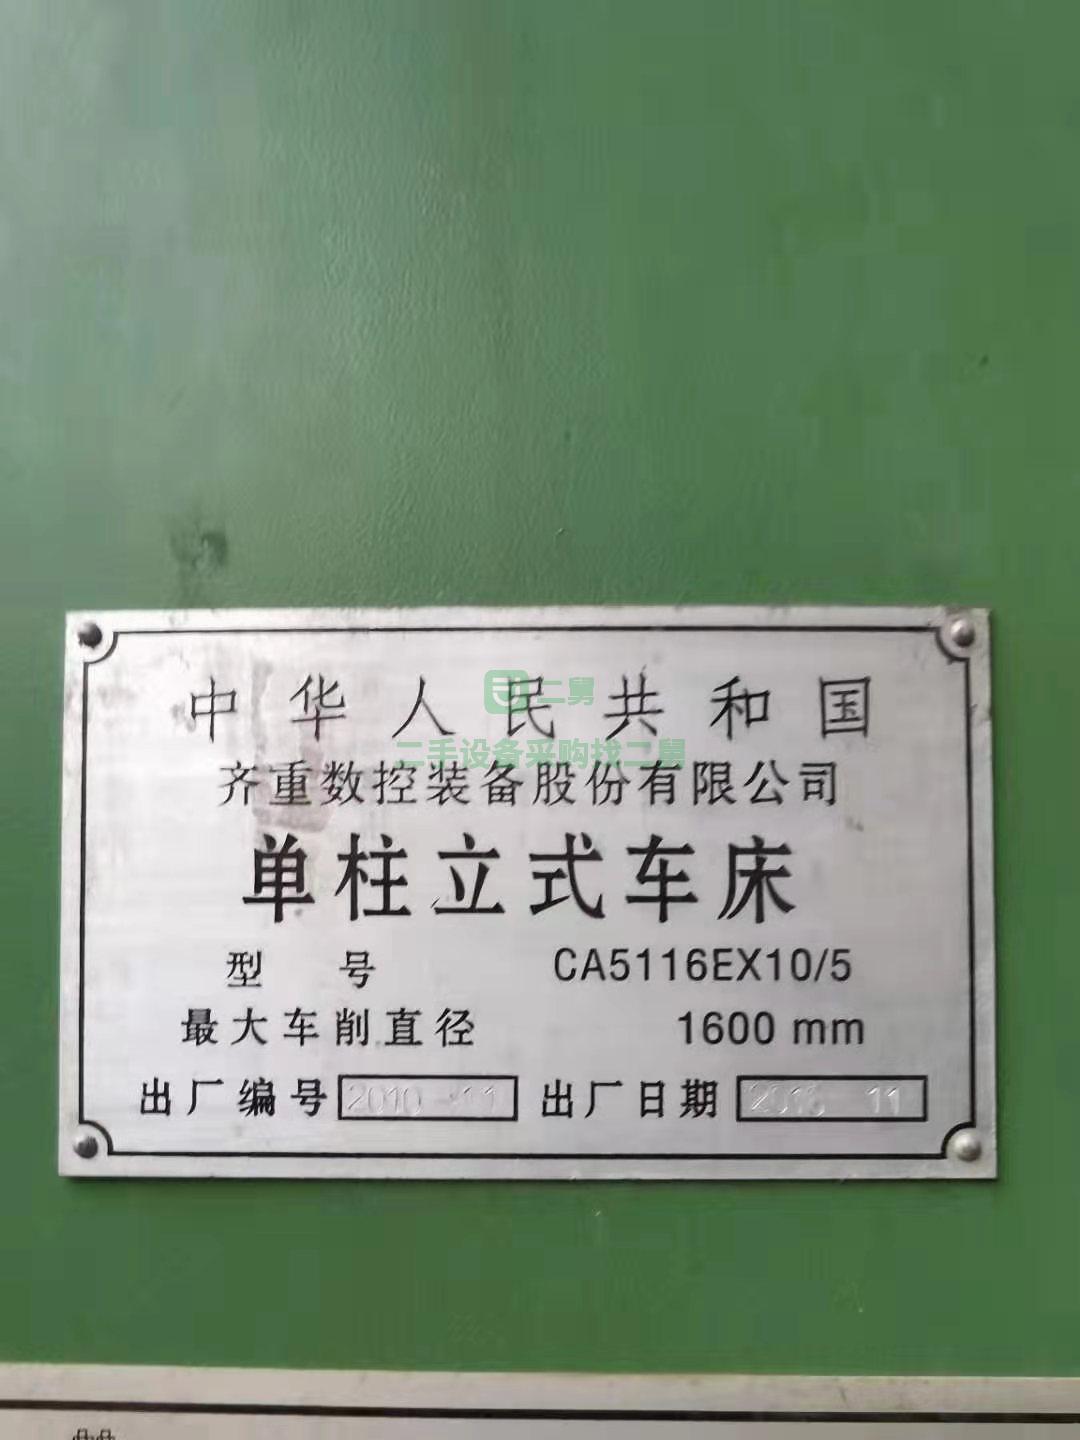 中华人民共和国
二舅
二手设备采购找二舅
齐重数控装备股份有限公司
单柱立式车床
型号 CA5116EX10/5
最大车削直径 1600 mm
出厂编号 出厂日期